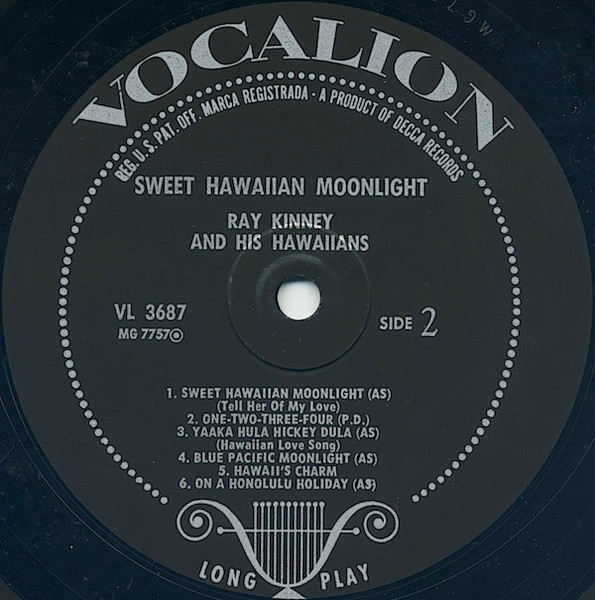 VOCALION
REG. U.S. PAT. OFF. MARCA REGISTRADA - A PRODUCT OF DECCA RECORDS
SWEET HAWAIIAN MOONLIGHT
RAY KINNEY
AND HIS HAWAIIANS
VL 3687
MG 7757
SIDE 2
1. SWEET HAWAIIAN MOONLIGHT (AS)
(Tell Her Of My Love)
2. ONE-TWO-THREE-FOUR (P.D.)
3. YAAKA HULA HICKEY DULA (AS)
(Hawaiian Love Song)
4. BLUE PACIFIC MOONLIGHT (AS)
5. HAWAII'S CHARM
6. ON A HONOLULU HOLIDAY (AS)
LONG PLAY